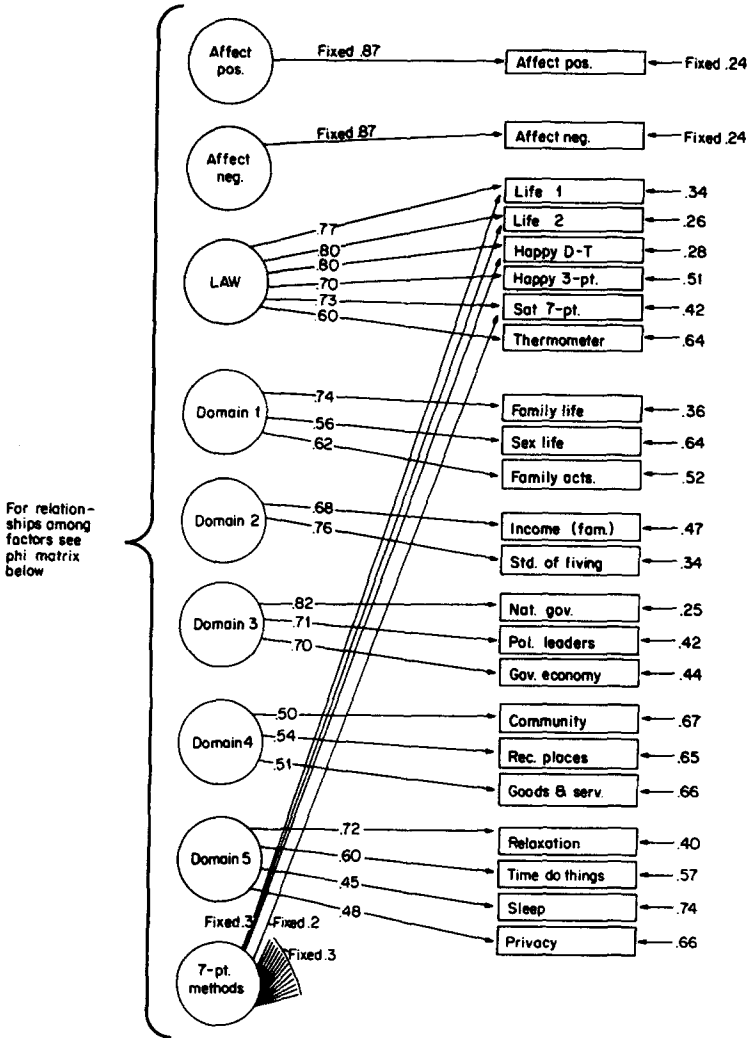 Affect
pos.
Fixed .87
Affect pos.
Fixed .24
Affect
neg.
Fixed .87
Affect neg.
Fixed .24
LAW
.77
.80
.80
.70
.73
.60
Life 1
.34
Life 2
.26
Happy D-T
.28
Happy 3-pt.
.51
Sat 7-pt.
.42
Thermometer
.64
Domain 1
.74
.56
.62
Family life
.36
Sex life
.64
Family acts.
.52
For relation-
ships among
factors see
phi matrix
below
Domain 2
.68
.76
Income (fam.)
.47
Std. of living
.34
Domain 3
.82
.71
.70
Nat. gov.
.25
Pol. leaders
.42
Gov. economy
.44
Domain 4
.50
.54
.51
Community
.67
Rec. places
.65
Goods & serv.
.66
Domain 5
.72
.60
.45
.48
Relaxation
.40
Time do things
.57
Sleep
.74
Privacy
.66
7-pt.
methods
Fixed .3
Fixed .2
Fixed .3